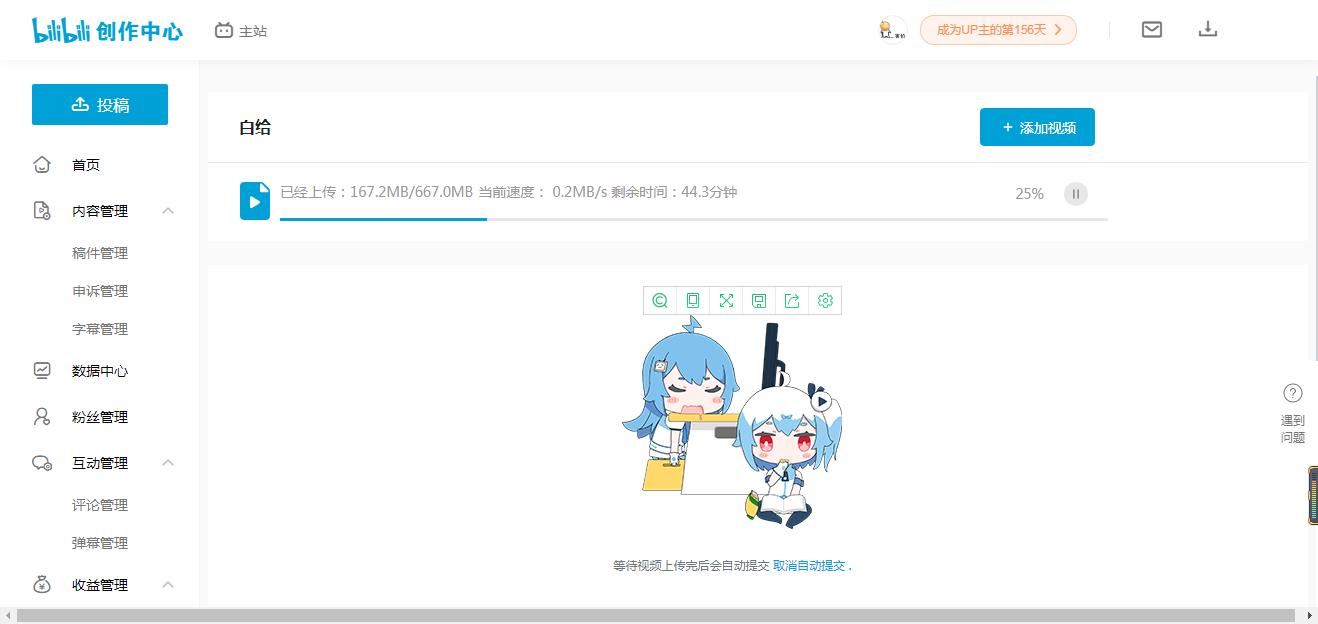 bilibili 创作中心
主站
成为UP主的第156天
投稿
首页
内容管理
稿件管理
申诉管理
字幕管理
数据中心
粉丝管理
互动管理
评论管理
弹幕管理
收益管理
白给
+ 添加视频
已经上传：167.2MB/667.0MB 当前速度： 0.2MB/s 剩余时间：44.3分钟
25%
等待视频上传完后会自动提交 取消自动提交 .
遇到
问题